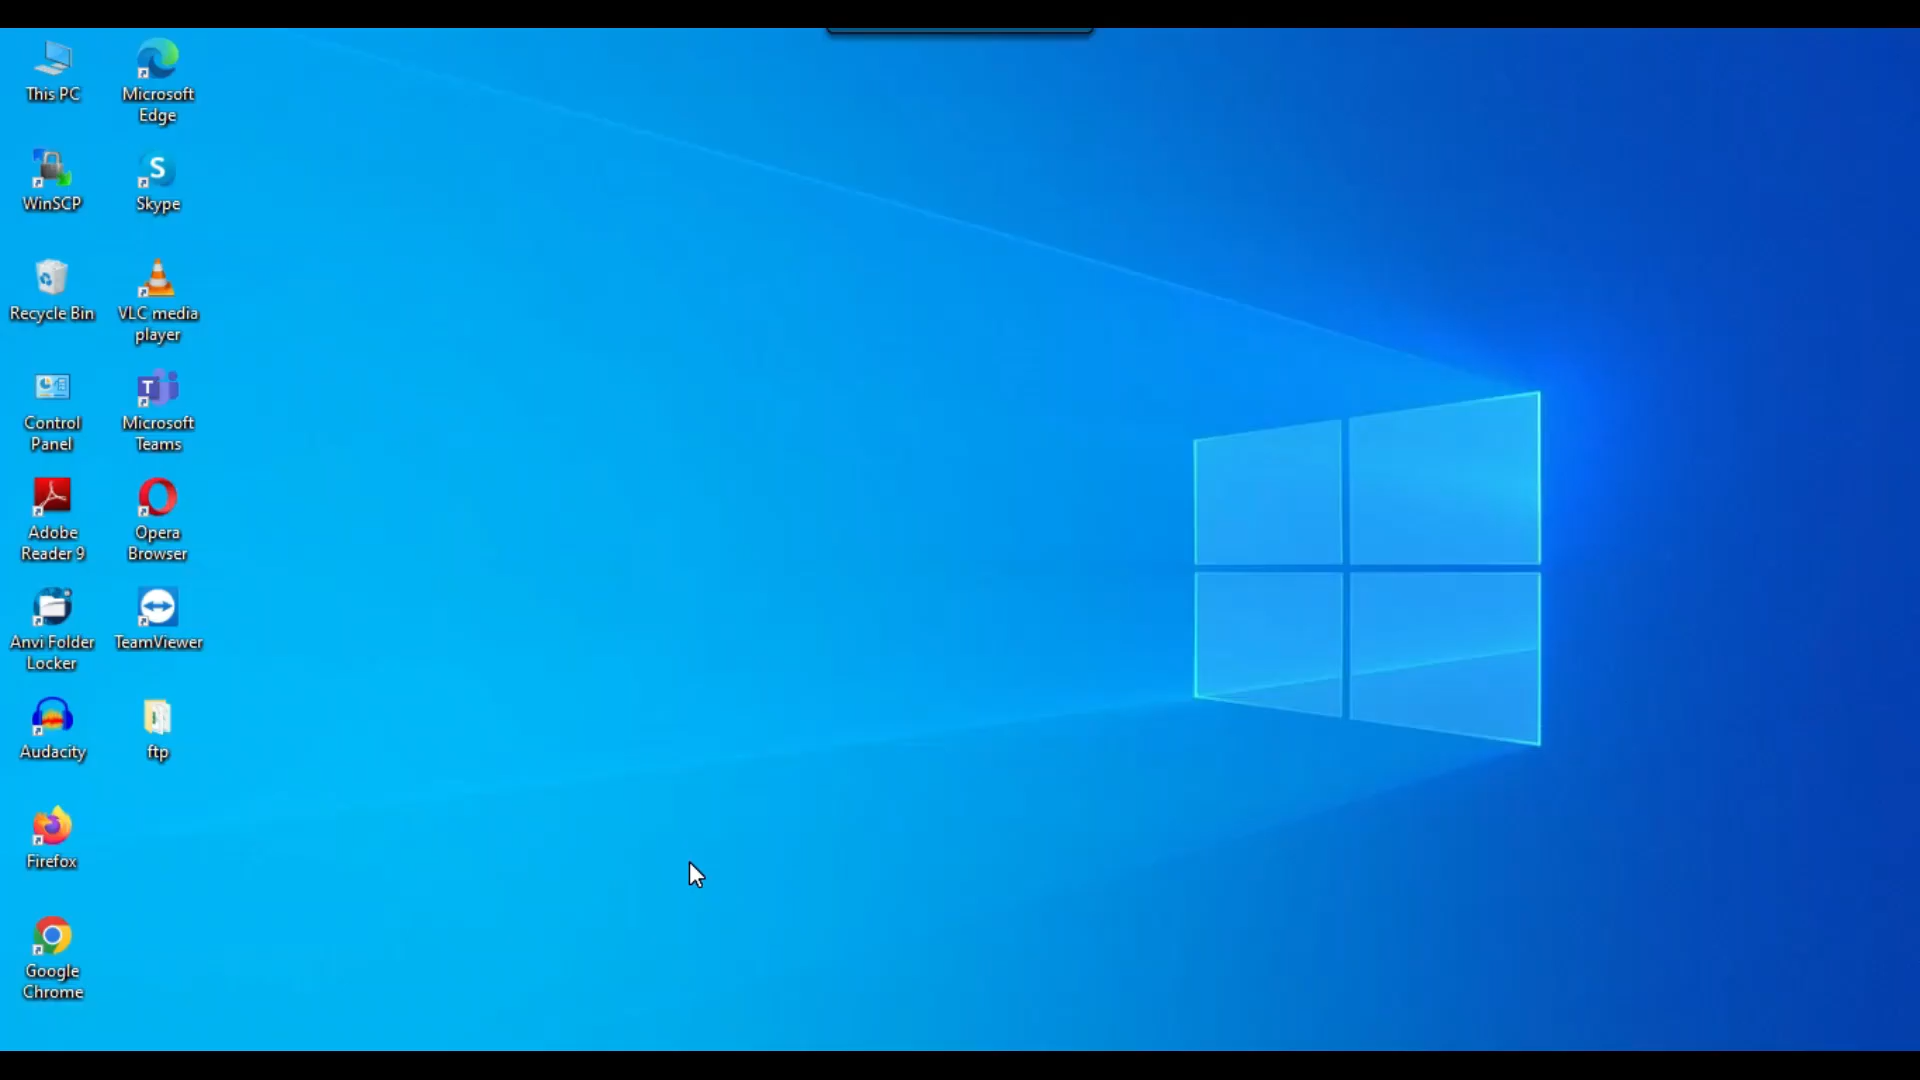 This PC
Microsoft
Edge
WinSCP
S
Skype
Recycle Bin
VLC media
player
Control
Panel
T
Microsoft
Teams
Adobe
Reader 9
Opera
Browser
Anvi Folder
Locker
TeamViewer
Audacity
ftp
Firefox
Google
Chrome